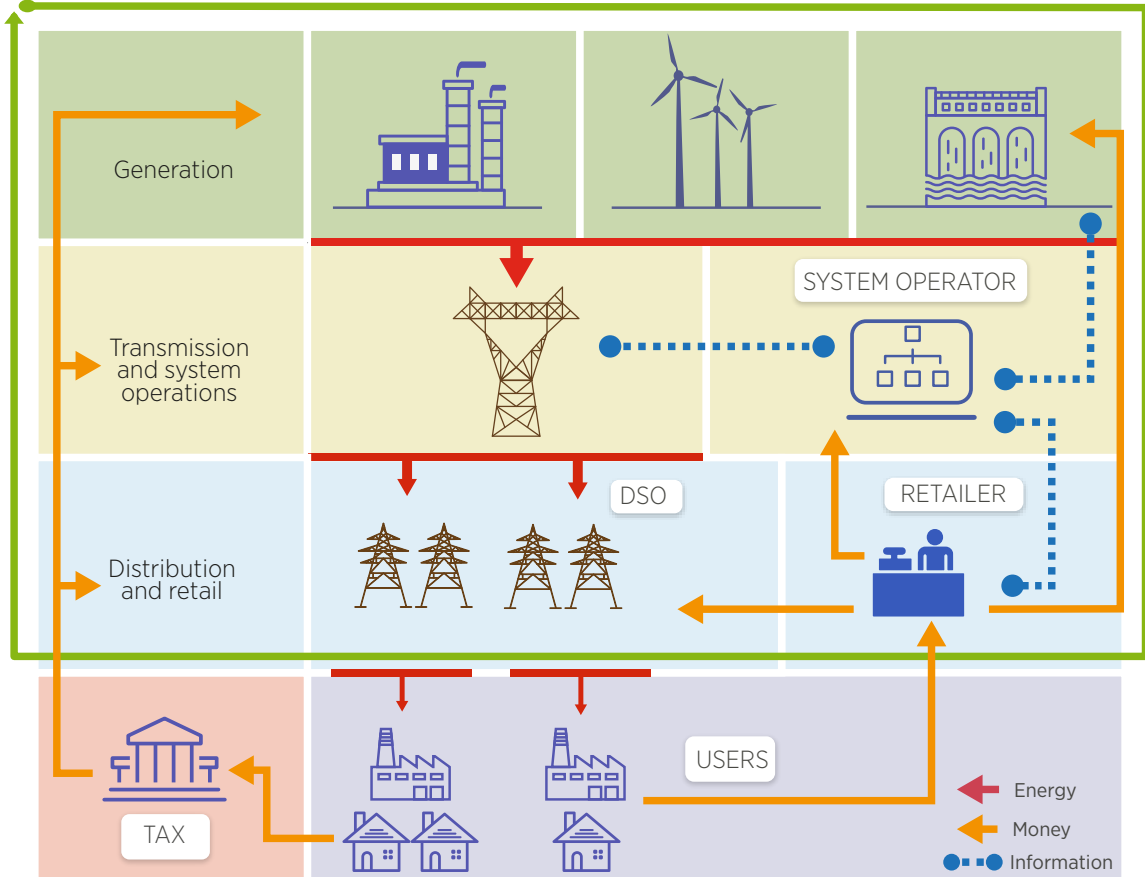 Generation
SYSTEM OPERATOR
Transmission
and system
operations
DSO
RETAILER
Distribution
and retail
USERS
TAX
Energy
Money
Information